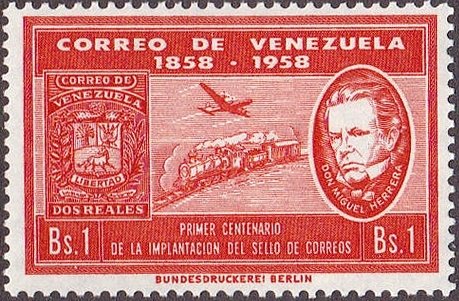 CORREO DE VENEZUELA
1858 · 1958
CORREO DE
VENEZUELA
LIBERTAD
DOS REALES
DON MIGUEL HERRERA
Bs.1
PRIMER CENTENARIO
DE LA IMPLANTACION DEL SELLO DE CORREOS
Bs.1
BUNDESDRUCKEREI BERLIN